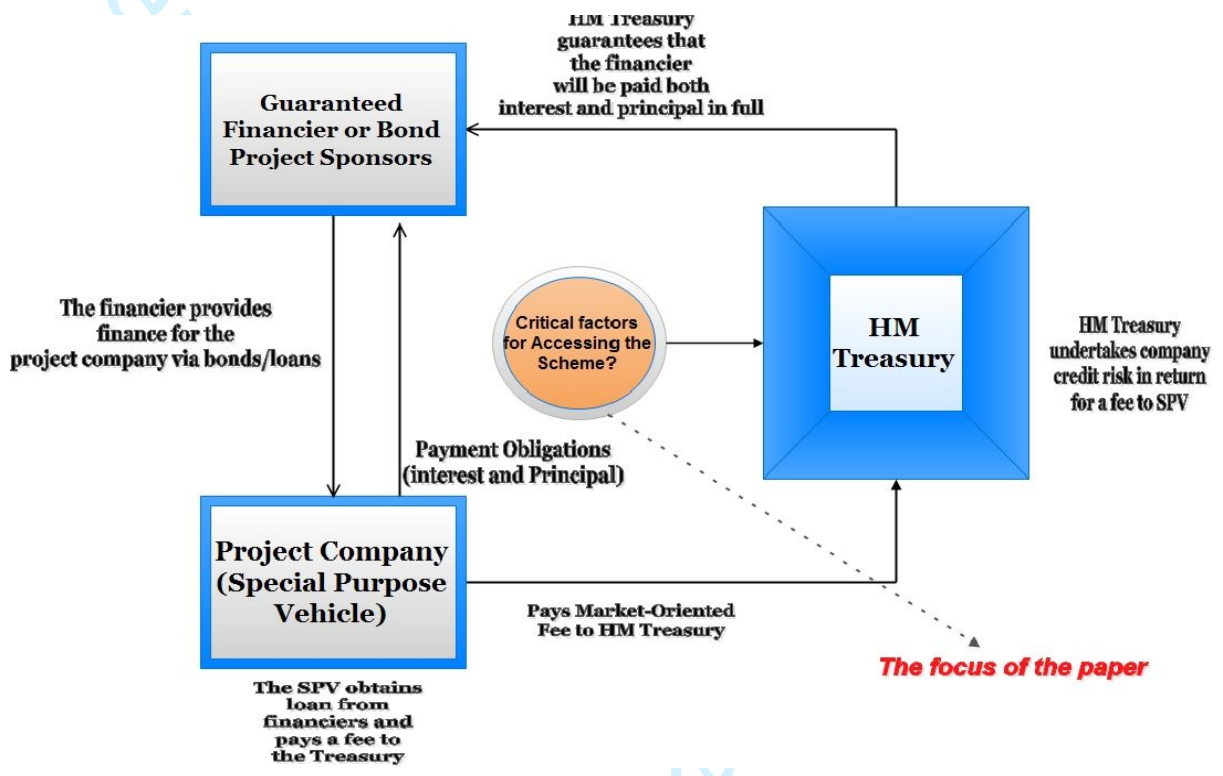 HM Treasury
guarantees that
the financier
will be paid both
interest and principal in full
Guaranteed
Financier or Bond
Project Sponsors
The financier provides
finance for the
project company via bonds/loans
Critical factors
for Accessing the
Scheme?
HM
Treasury
HM Treasury
undertakes company
credit risk in return
for a fee to SPV
Payment Obligations
(interest and Principal)
Project Company
(Special Purpose
Vehicle)
Pays Market-Oriented
Fee to HM Treasury
The focus of the paper
The SPV obtains
loan from
financiers and
pays a fee to
the Treasury